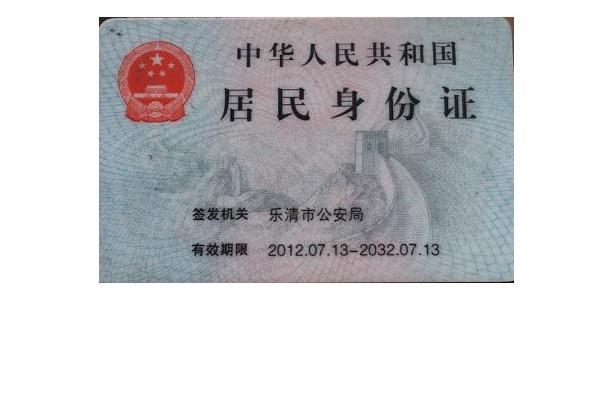 中华人民共和国
居民身份证
签发机关 乐清市公安局
有效期限 2012.07.13-2032.07.13